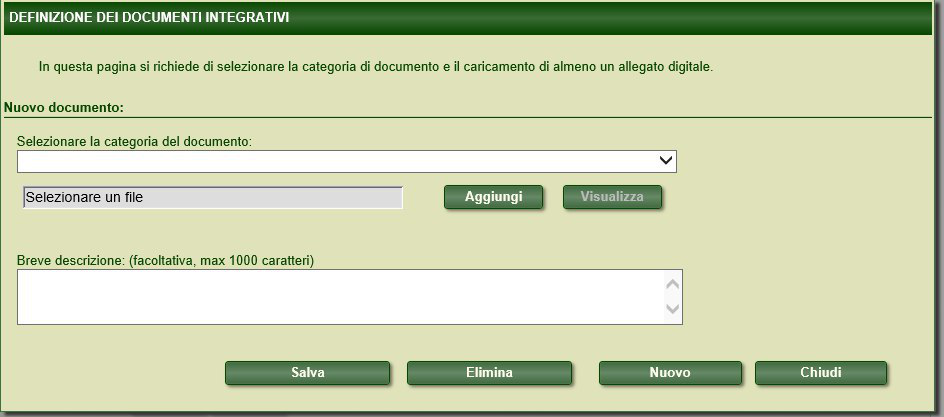 DEFINIZIONE DEI DOCUMENTI INTEGRATIVI
In questa pagina si richiede di selezionare la categoria di documento e il caricamento di almeno un allegato digitale.
Nuovo documento:
Selezionare la categoria del documento:
Selezionare un file Aggiungi Visualizza
Breve descrizione: (facoltativa, max 1000 caratteri)
Salva Elimina Nuovo Chiudi